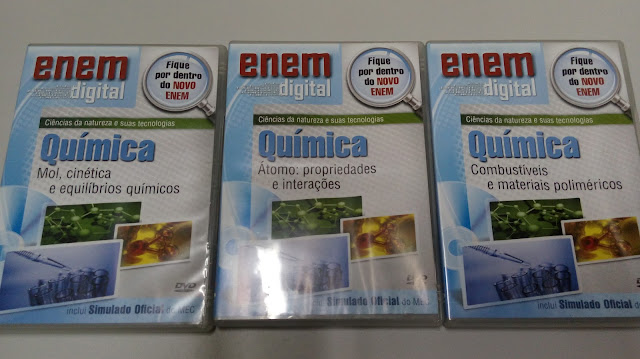 enem
digital
Fique
por dentro
do NOVO
ENEM
Ciências da natureza e suas tecnologias
Química
Mol, cinética
e equilíbrios químicos
DVD
inclui Simulado Oficial do MEC
enem
digital
Fique
por dentro
do NOVO
ENEM
Ciências da natureza e suas tecnologias
Química
Átomo: propriedades
e interações
DVD
inclui Simulado Oficial do MEC
enem
digital
Fique
por dentro
do NOVO
ENEM
Ciências da natureza e suas tecnologias
Química
Combustíveis
e materiais poliméricos
DVD
inclui Simulado Oficial do